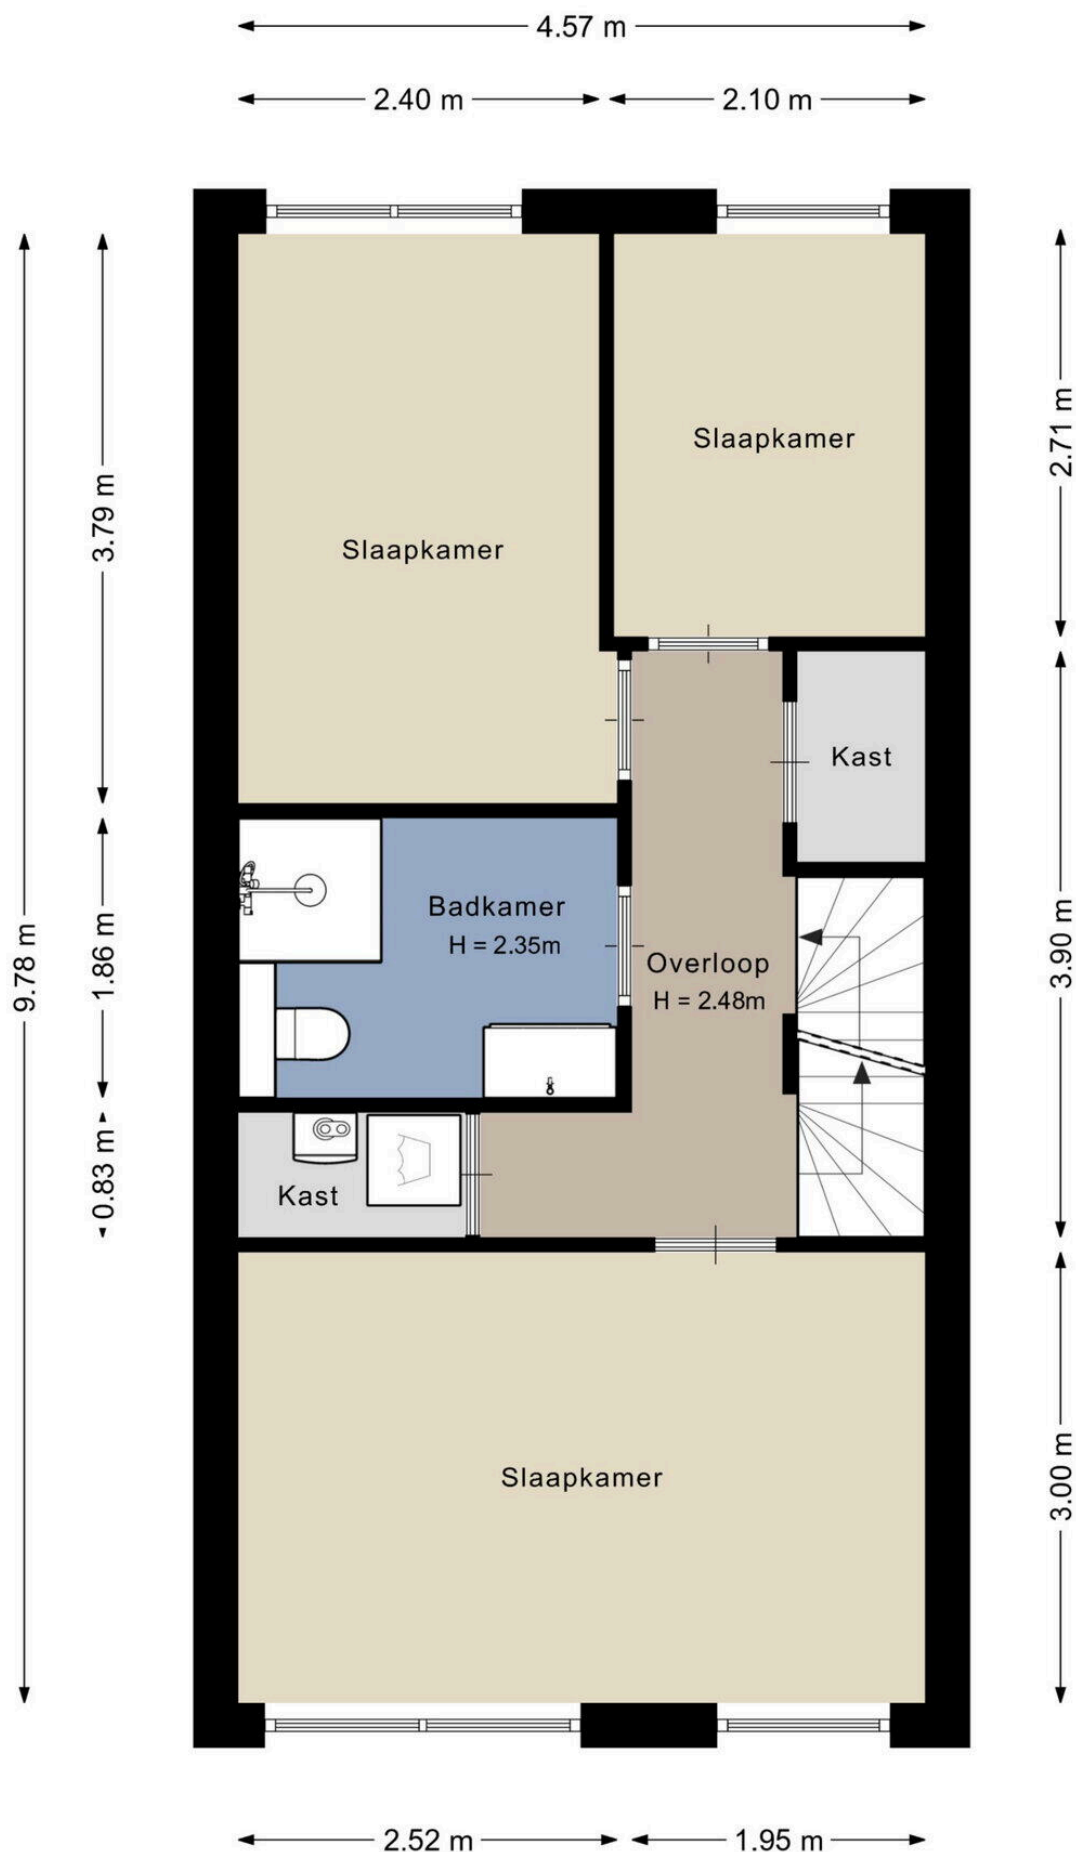 4.57 m
2.40 m
2.10 m
2.71 m
Slaapkamer
3.79 m
Slaapkamer
Kast
Badkamer
H = 2.35m
9.78 m
1.86 m
Overloop
H = 2.48m
3.90 m
0.83 m
Kast
Slaapkamer
3.00 m
2.52 m
1.95 m